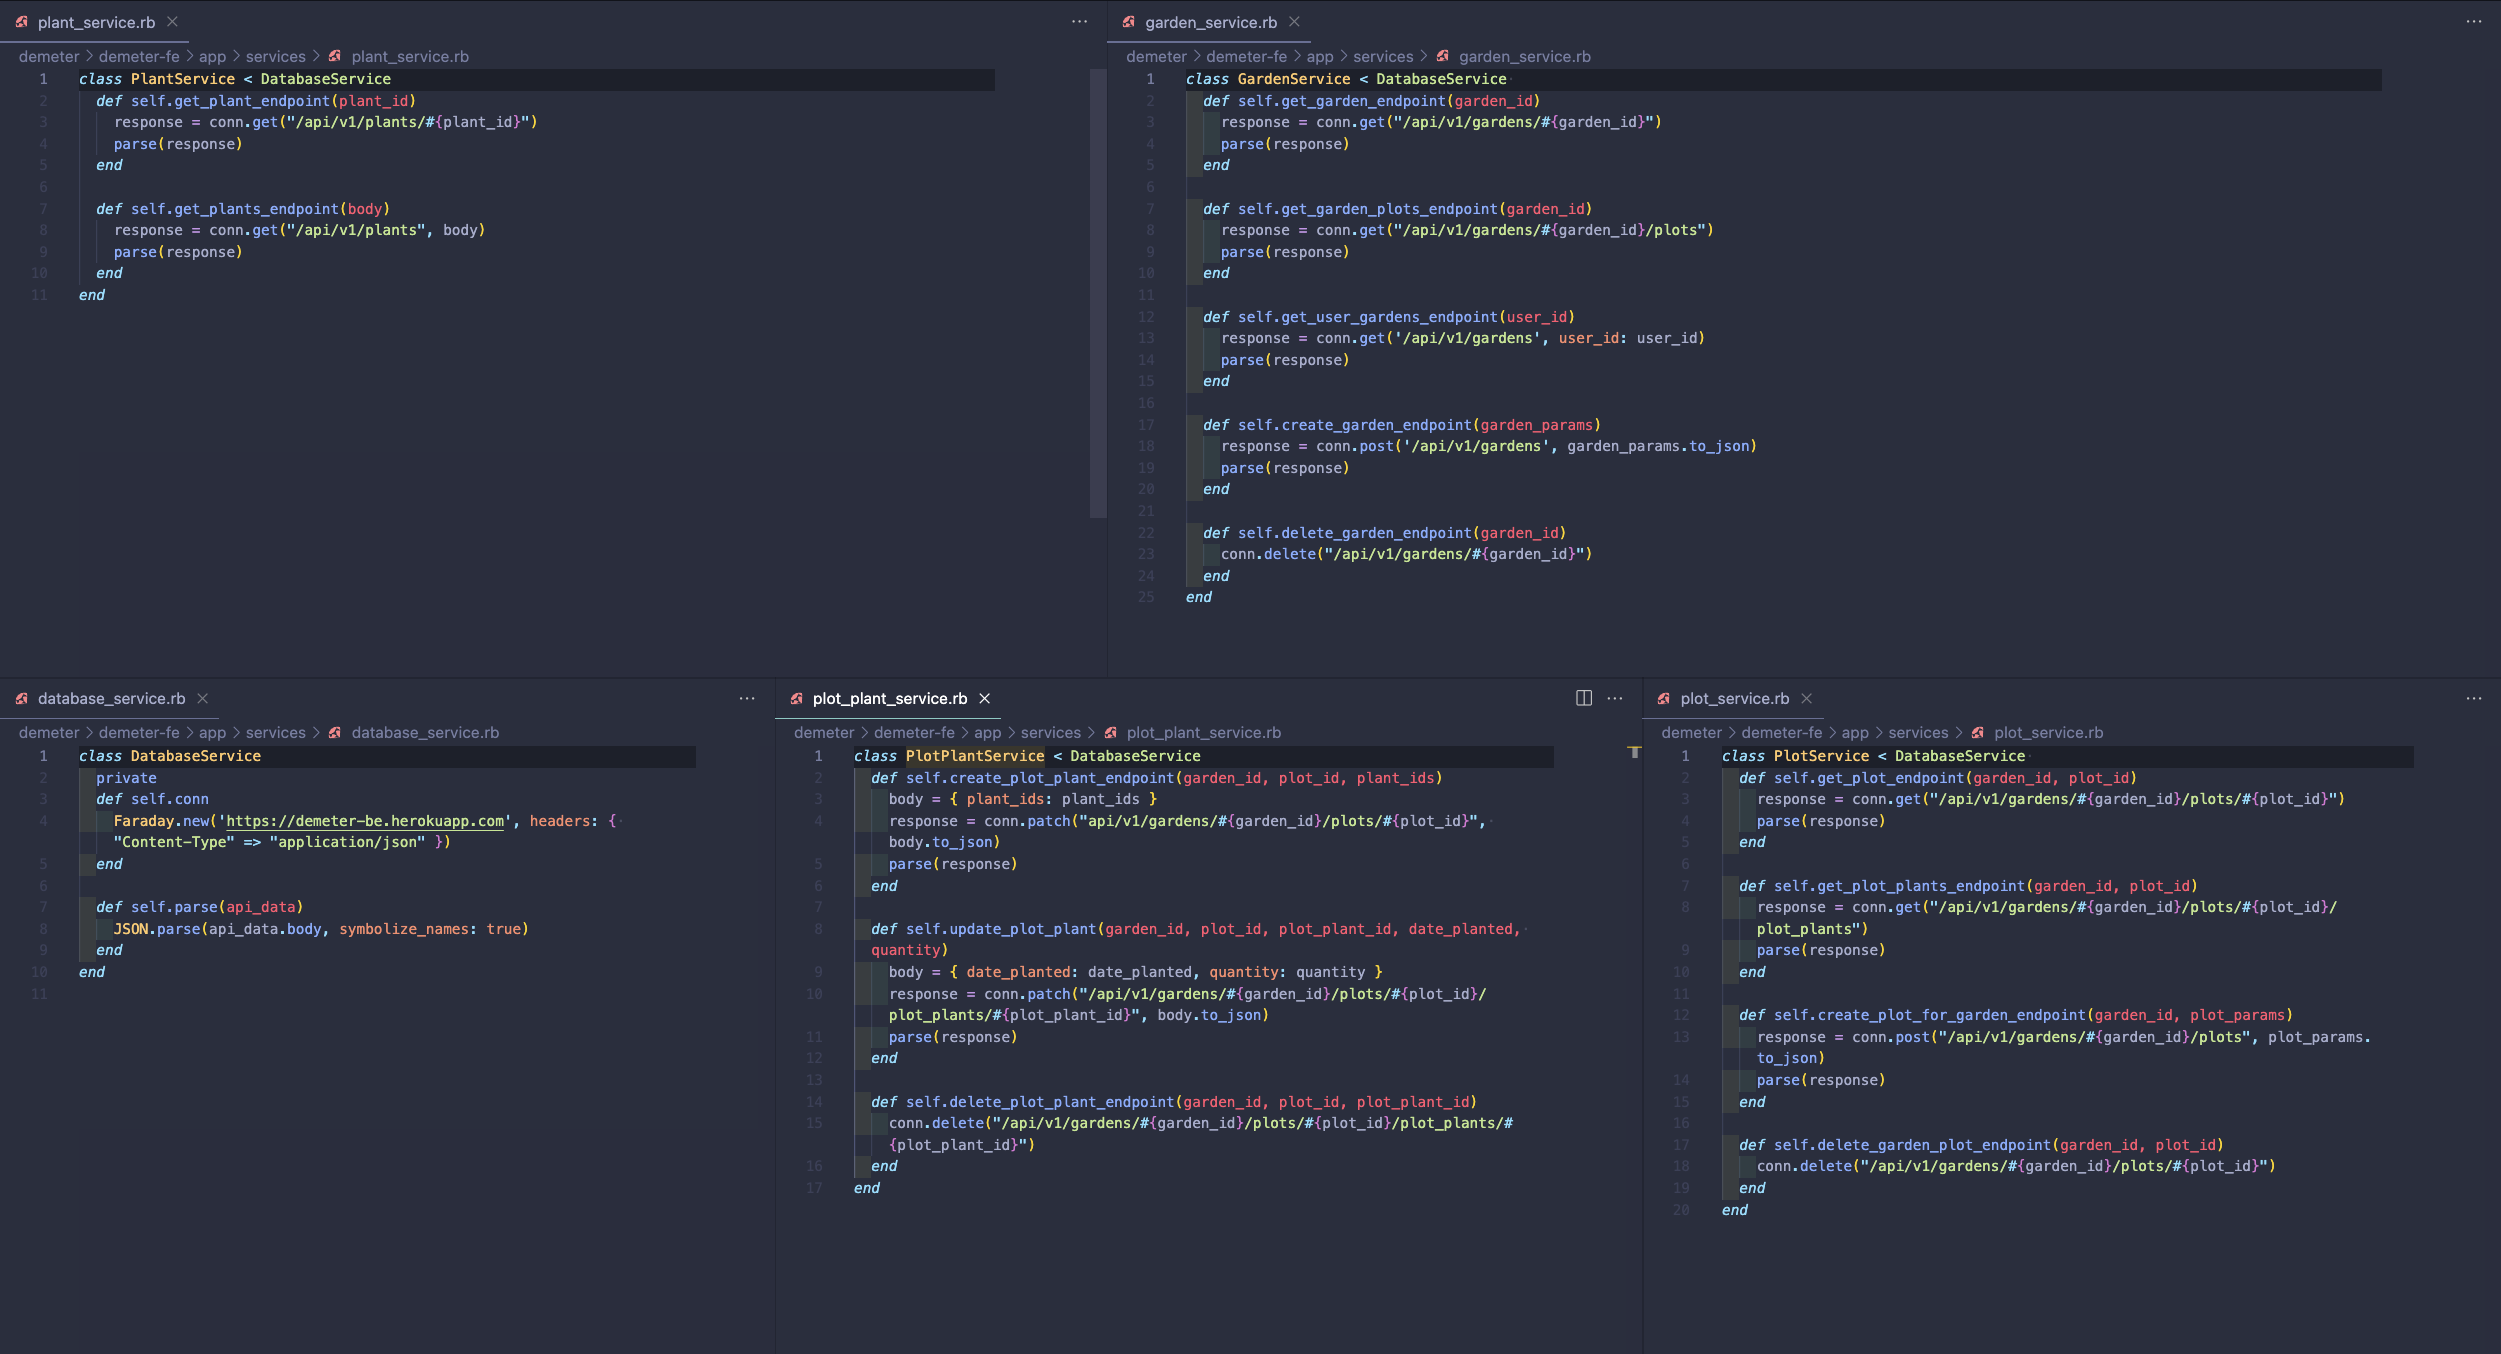 plant_service.rb
demeter > demeter-fe > app > services > plant_service.rb
1 class PlantService < DatabaseService
2 def self.get_plant_endpoint(plant_id)
3 response = conn.get("/api/v1/plants/#{plant_id}")
4 parse(response)
5 end
6
7 def self.get_plants_endpoint(body)
8 response = conn.get("/api/v1/plants", body)
9 parse(response)
10 end
11 end
garden_service.rb
demeter > demeter-fe > app > services > garden_service.rb
1 class GardenService < DatabaseService
2 def self.get_garden_endpoint(garden_id)
3 response = conn.get("/api/v1/gardens/#{garden_id}")
4 parse(response)
5 end
6
7 def self.get_garden_plots_endpoint(garden_id)
8 response = conn.get("/api/v1/gardens/#{garden_id}/plots")
9 parse(response)
10 end
11
12 def self.get_user_gardens_endpoint(user_id)
13 response = conn.get('/api/v1/gardens', user_id: user_id)
14 parse(response)
15 end
16
17 def self.create_garden_endpoint(garden_params)
18 response = conn.post('/api/v1/gardens', garden_params.to_json)
19 parse(response)
20 end
21
22 def self.delete_garden_endpoint(garden_id)
23 conn.delete("/api/v1/gardens/#{garden_id}")
24 end
25 end
database_service.rb
demeter > demeter-fe > app > services > database_service.rb
1 class DatabaseService
2 private
3 def self.conn
4 Faraday.new('https://demeter-be.herokuapp.com', headers: {
"Content-Type" => "application/json" })
5 end
6
7 def self.parse(api_data)
8 JSON.parse(api_data.body, symbolize_names: true)
9 end
10 end
11
plot_plant_service.rb
demeter > demeter-fe > app > services > plot_plant_service.rb
1 class PlotPlantService < DatabaseService
2 def self.create_plot_plant_endpoint(garden_id, plot_id, plant_ids)
3 body = { plant_ids: plant_ids }
4 response = conn.patch("api/v1/gardens/#{garden_id}/plots/#{plot_id}",
body.to_json)
5 parse(response)
6 end
7
8 def self.update_plot_plant(garden_id, plot_id, plot_plant_id, date_planted,
quantity)
9 body = { date_planted: date_planted, quantity: quantity }
10 response = conn.patch("/api/v1/gardens/#{garden_id}/plots/#{plot_id}/
plot_plants/#{plot_plant_id}", body.to_json)
11 parse(response)
12 end
13
14 def self.delete_plot_plant_endpoint(garden_id, plot_id, plot_plant_id)
15 conn.delete("/api/v1/gardens/#{garden_id}/plots/#{plot_id}/plot_plants/#
{plot_plant_id}")
16 end
17 end
plot_service.rb
demeter > demeter-fe > app > services > plot_service.rb
1 class PlotService < DatabaseService
2 def self.get_plot_endpoint(garden_id, plot_id)
3 response = conn.get("/api/v1/gardens/#{garden_id}/plots/#{plot_id}")
4 parse(response)
5 end
6
7 def self.get_plot_plants_endpoint(garden_id, plot_id)
8 response = conn.get("/api/v1/gardens/#{garden_id}/plots/#{plot_id}/
plot_plants")
9 parse(response)
10 end
11
12 def self.create_plot_for_garden_endpoint(garden_id, plot_params)
13 response = conn.post("/api/v1/gardens/#{garden_id}/plots", plot_params.
to_json)
14 parse(response)
15 end
16
17 def self.delete_garden_plot_endpoint(garden_id, plot_id)
18 conn.delete("/api/v1/gardens/#{garden_id}/plots/#{plot_id}")
19 end
20 end